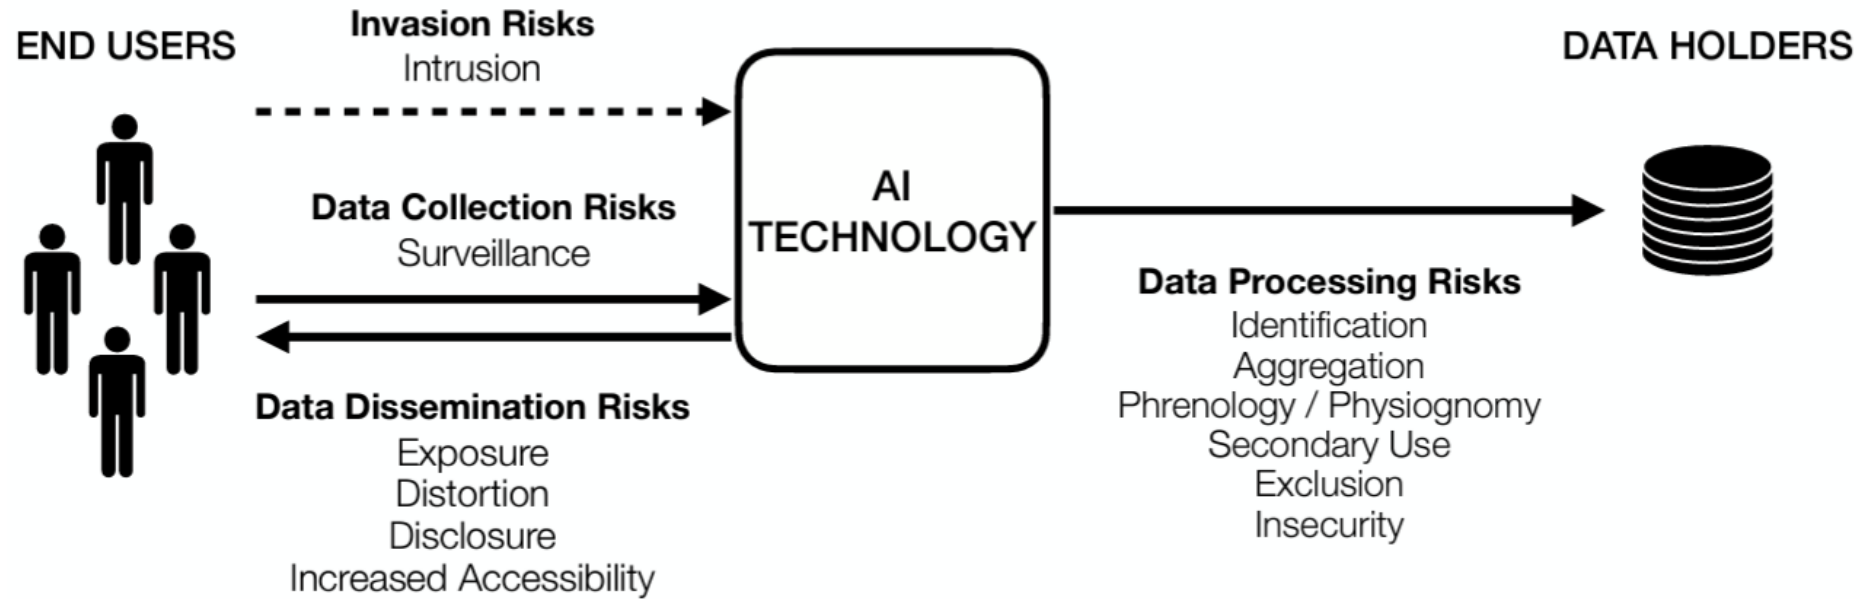 END USERS
Invasion Risks
Intrusion
Data Collection Risks
Surveillance
Data Dissemination Risks
Exposure
Distortion
Disclosure
Increased Accessibility
AI
TECHNOLOGY
DATA HOLDERS
Data Processing Risks
Identification
Aggregation
Phrenology / Physiognomy
Secondary Use
Exclusion
Insecurity